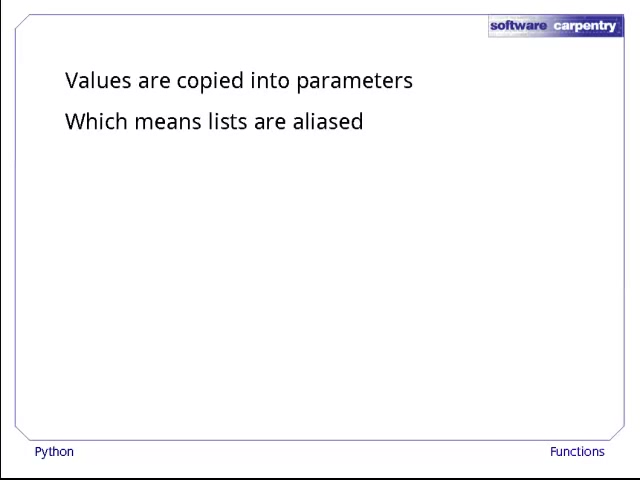 software carpentry
Values are copied into parameters
Which means lists are aliased
Python
Functions